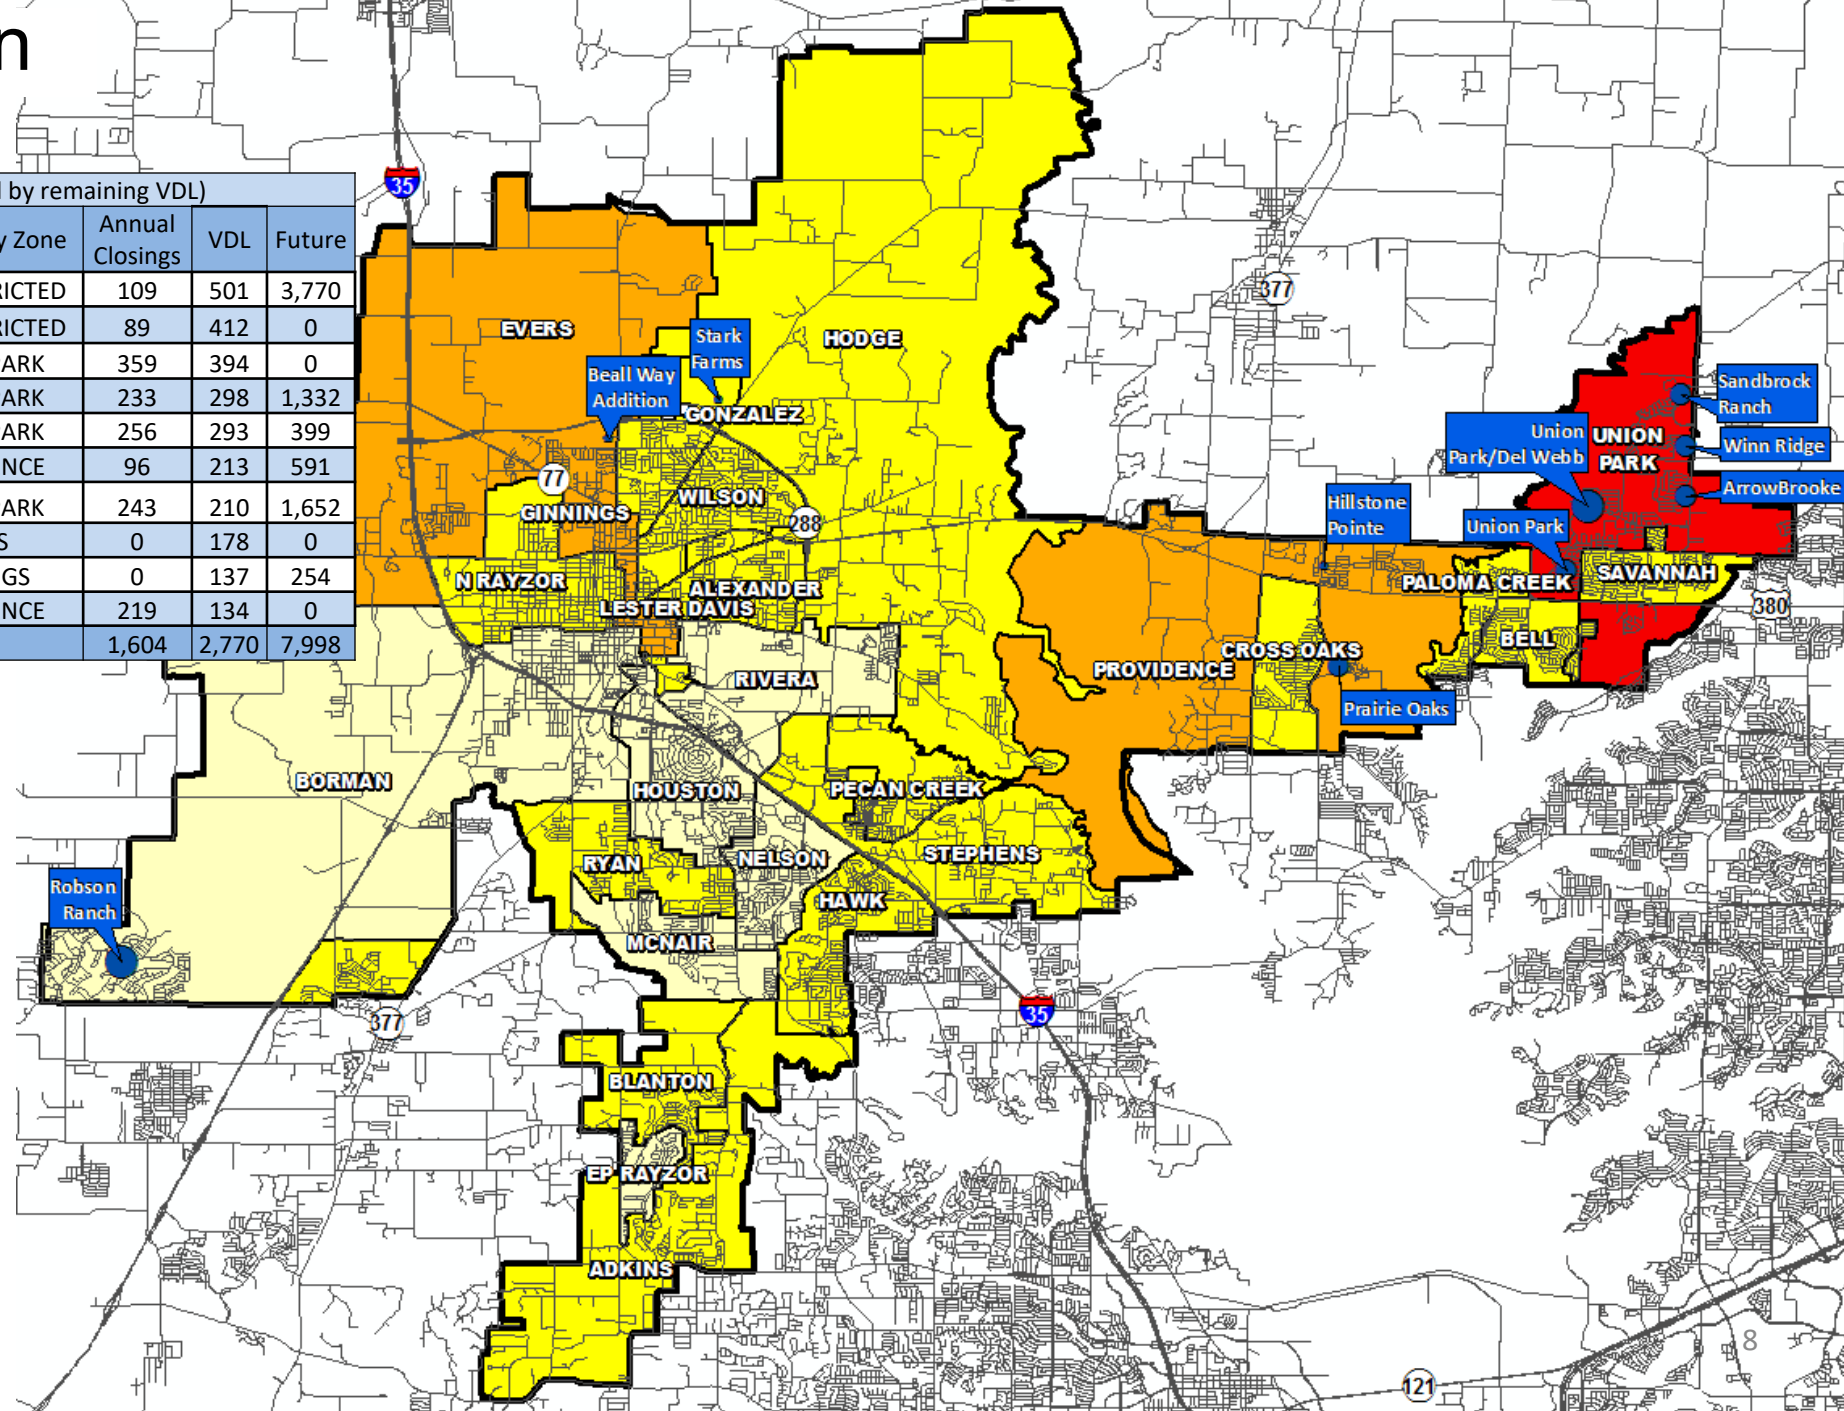 n
l by remaining VDL)
y Zone Annual Closings VDL Future
RICTED 109 501 3,770
RICTED 89 412 0
ARK 359 394 0
ARK 233 298 1,332
ARK 256 293 399
NCE 96 213 591
ARK 243 210 1,652
S 0 178 0
GS 0 137 254
NCE 219 134 0
1,604 2,770 7,998
35
377
EVERS
HODGE
Stark
Farms
Beall Way
Addition
GONZALEZ
Sandbrock
Ranch
Union
Park/Del Webb
UNION
PARK
Winn Ridge
ArrowBrooke
77
WILSON
GINNINGS
288
Hillstone
Pointe
Union Park
N RAYZOR
ALEXANDER
LESTER DAVIS
PALOMA CREEK
SAVANNAH
380
BELL
CROSS OAKS
PROVIDENCE
RIVERA
Prairie Oaks
BORMAN
HOUSTON
PECAN CREEK
RYAN
NELSON
STEPHENS
HAWK
Robson
Ranch
MCNAIR
377
35
BLANTON
EP RAYZOR
ADKINS
8
121